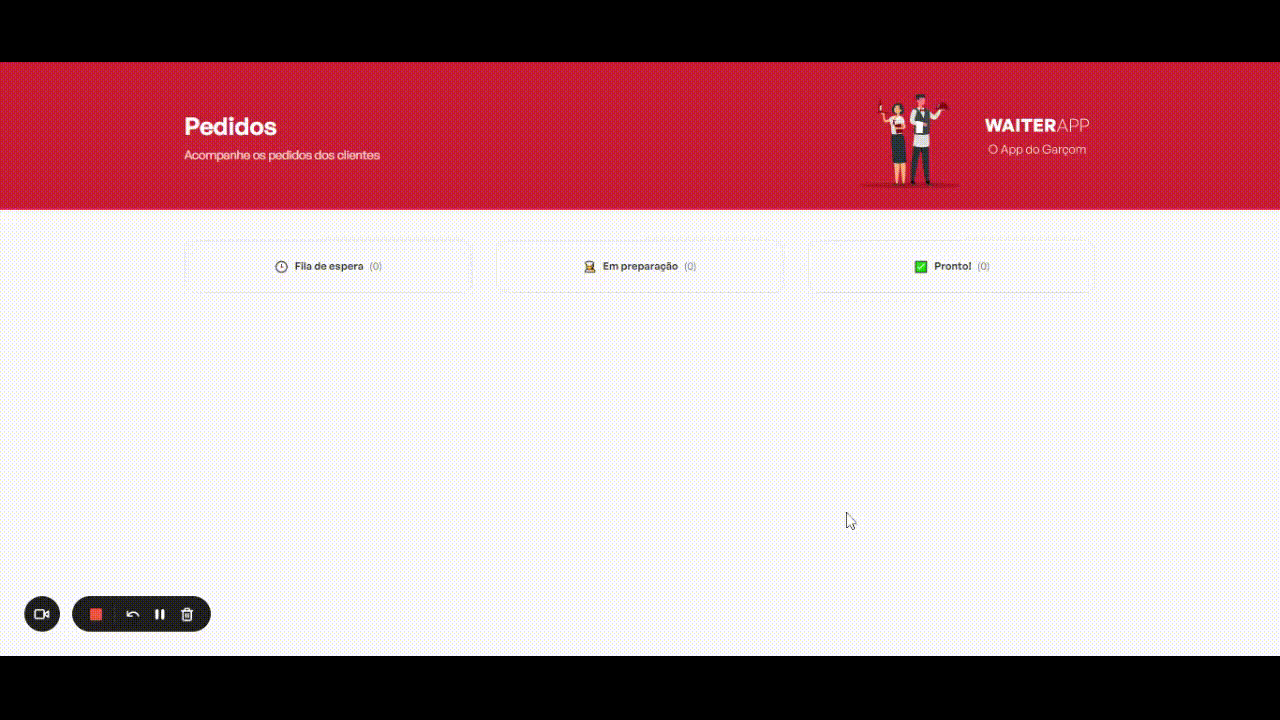 Pedidos
Acompanhe os pedidos dos clientes
WAITERAPP
O App do Garçom
Fila de espera (0)
Em preparação (0)
Pronto! (0)